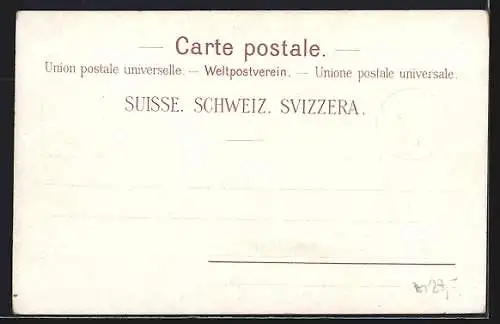 — Carte postale. —
Union postale universelle. — Weltpostverein. — Unione postale universale.
SUISSE. SCHWEIZ. SVIZZERA.